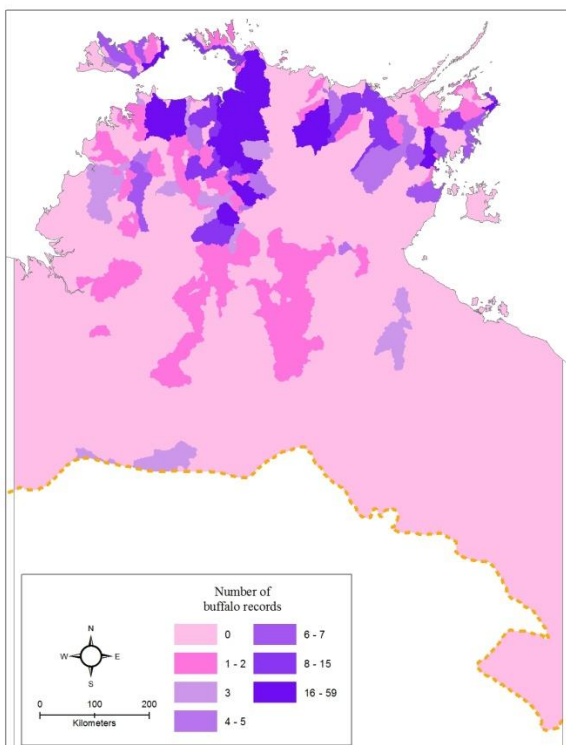 Number of
buffalo records
0
1 - 2
3
4 - 5
6 - 7
8 - 15
16 - 59
N
W E
S
0 100 200
Kilometers